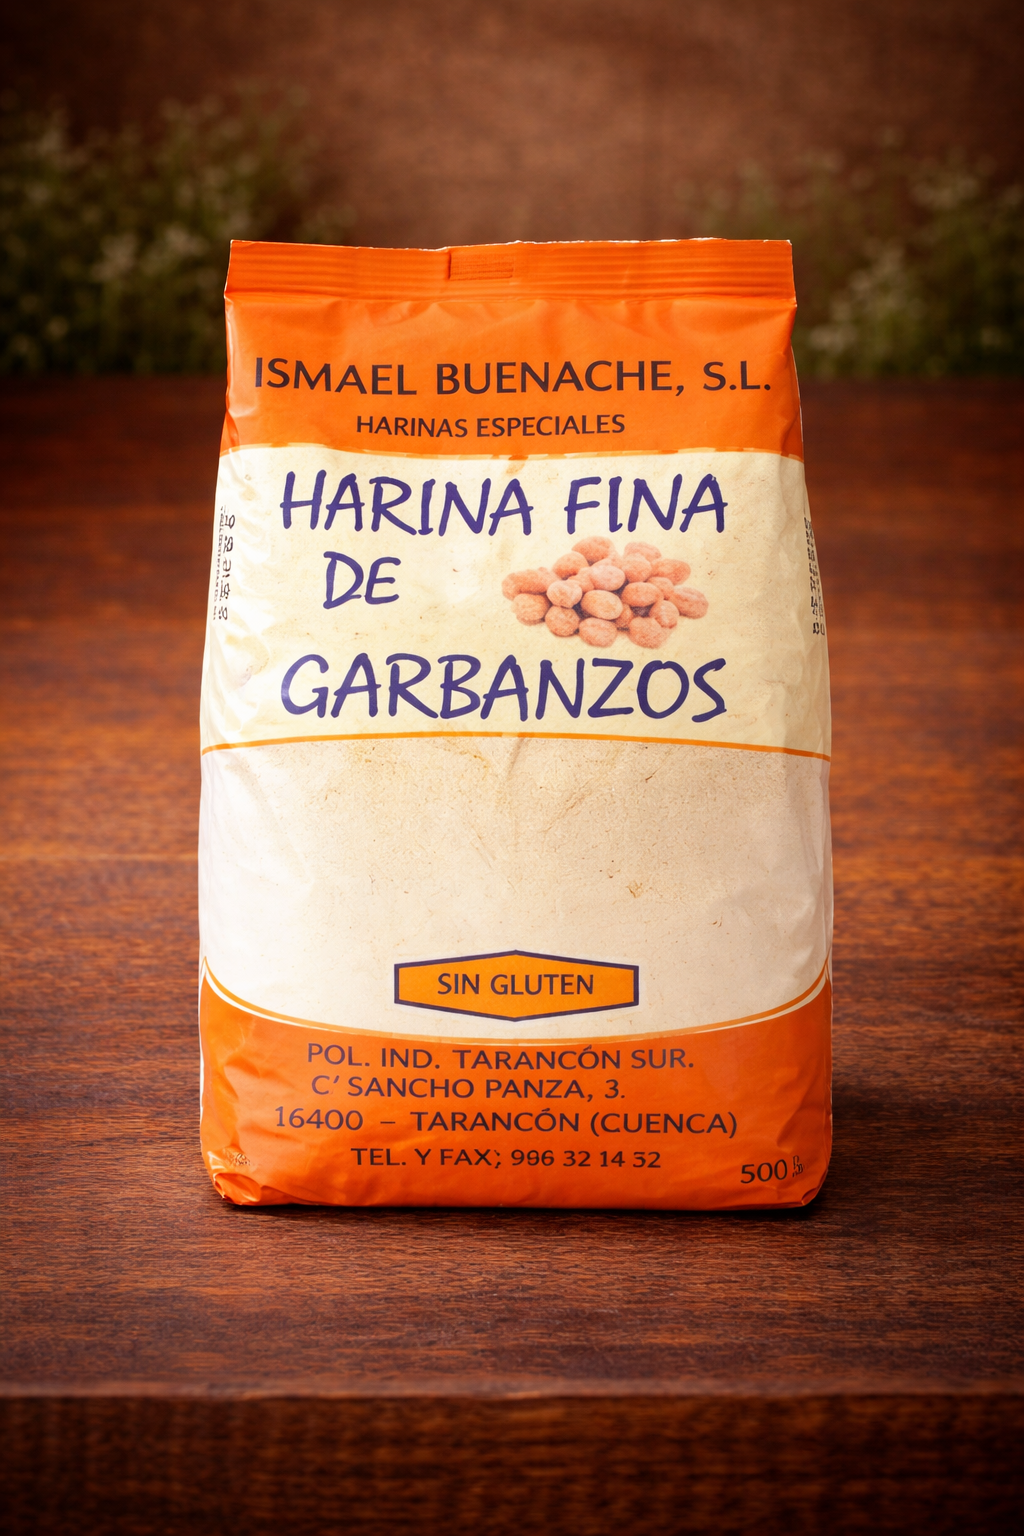 ISMAEL BUENACHE, S.L.
HARINAS ESPECIALES
HARINA FINA
DE
GARBANZOS
SIN GLUTEN
POL. IND. TARANCÓN SUR.
C' SANCHO PANZA, 3.
16400 – TARANCÓN (CUENCA)
TEL. Y FAX; 996 32 14 52
500